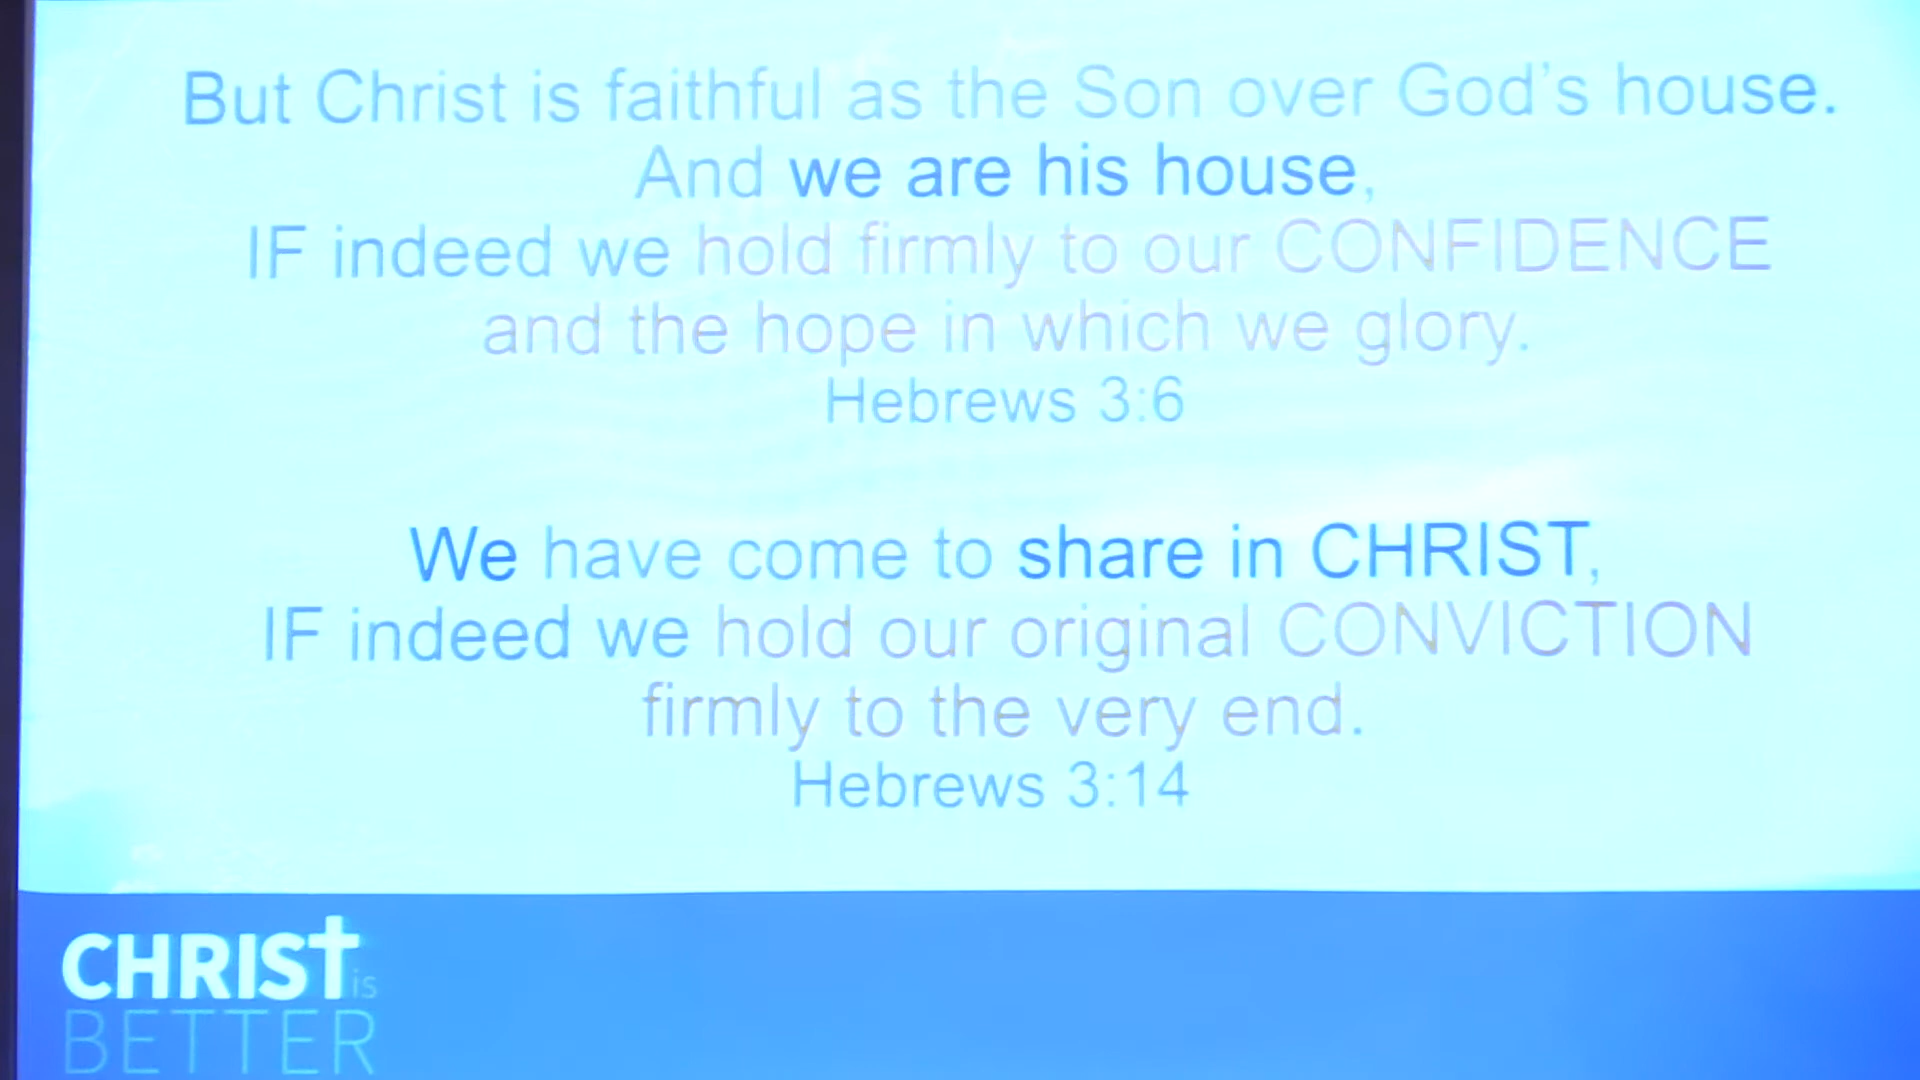 But Christ is faithful as the Son over God's house.
And we are his house,
IF indeed we hold firmly to our CONFIDENCE
and the hope in which we glory.
Hebrews 3:6
We have come to share in CHRIST,
IF indeed we hold our original CONVICTION
firmly to the very end.
Hebrews 3:14
CHRIST is
BETTER